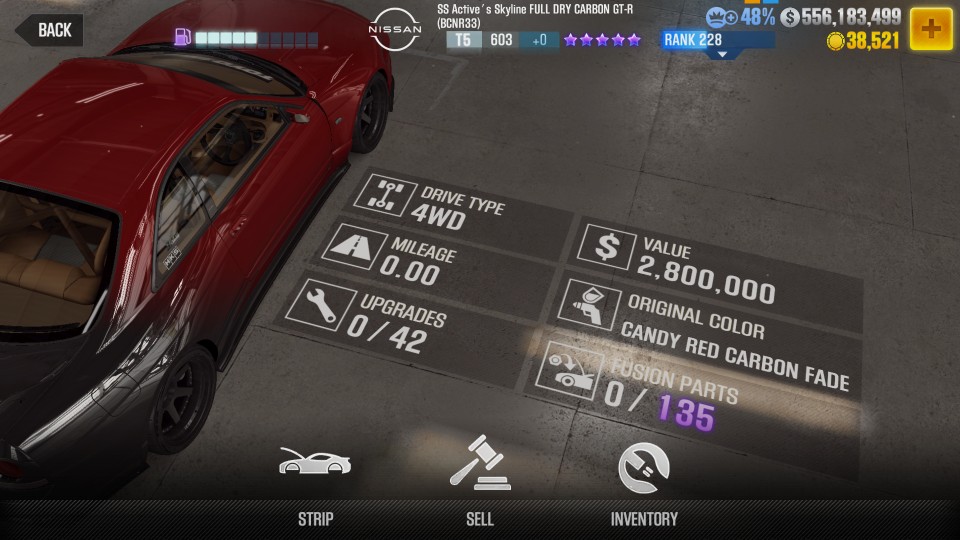 BACK
NISSAN
SS Active´s Skyline FULL DRY CARBON GT-R
(BCNR33)
T5 603 +0
RANK 228
48%
$ 556,183,499
38,521
DRIVE TYPE
4WD
MILEAGE
0.00
UPGRADES
0 / 42
$ VALUE
2,800,000
ORIGINAL COLOR
CANDY RED CARBON FADE
FUSION PARTS
0 / 135
STRIP
SELL
INVENTORY